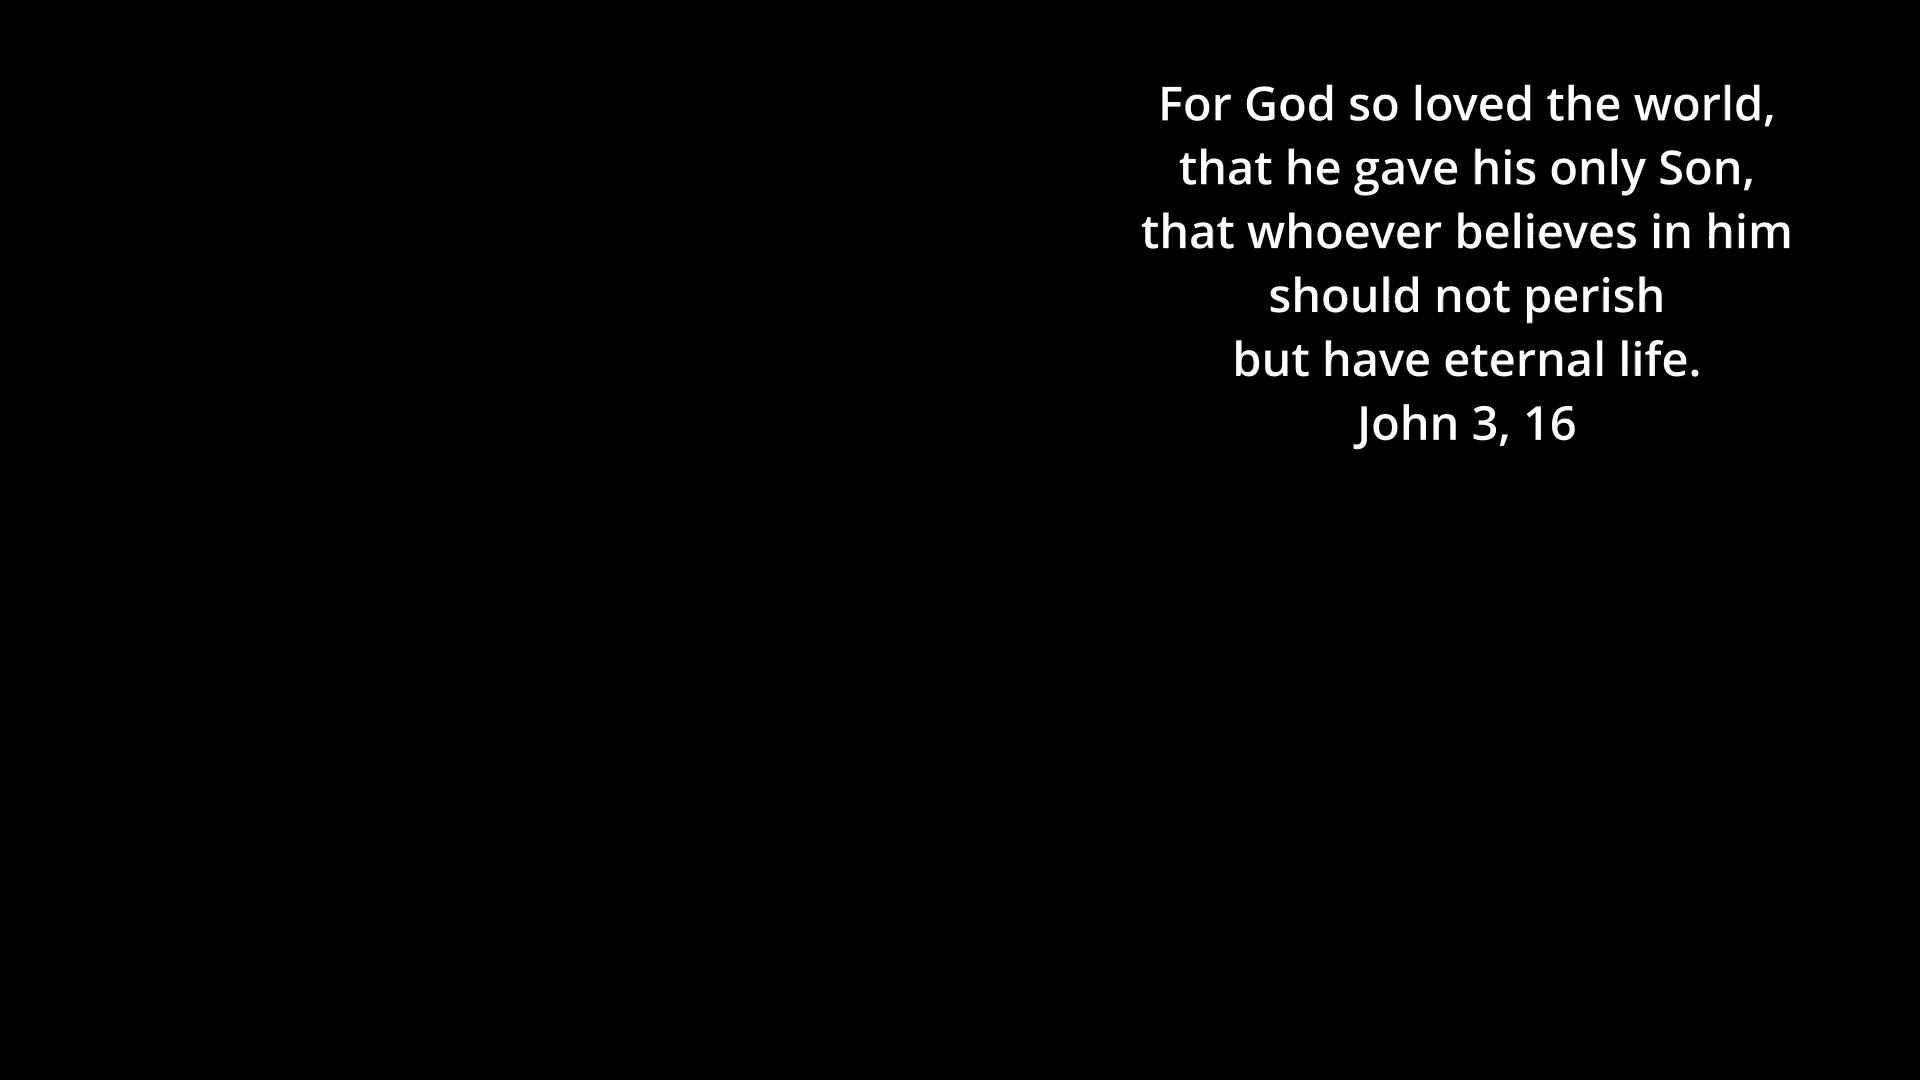 For God so loved the world,
that he gave his only Son,
that whoever believes in him
should not perish
but have eternal life.
John 3, 16